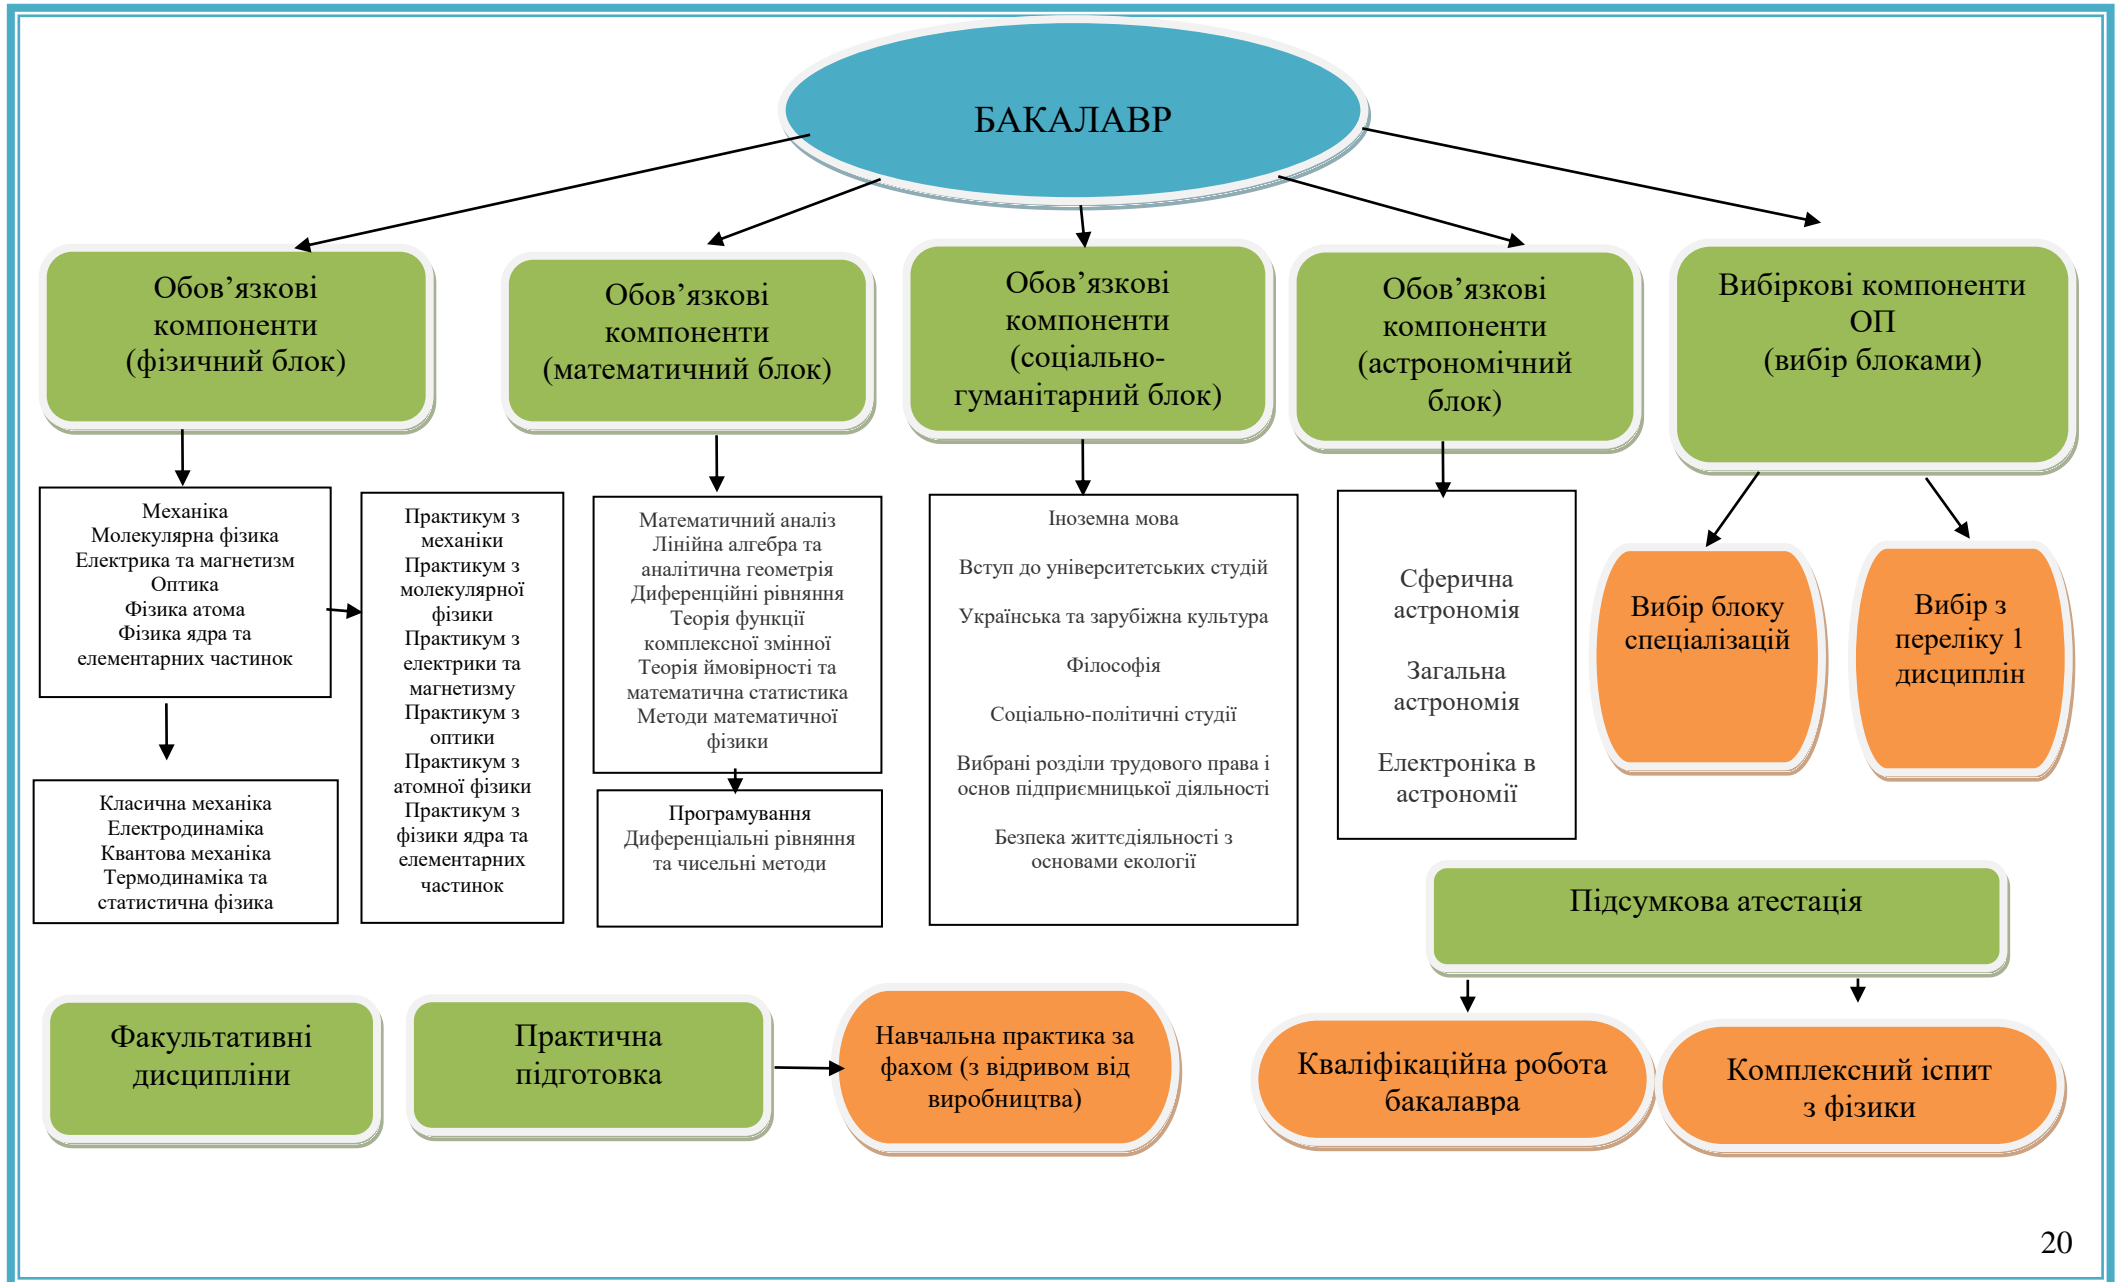 БАКАЛАВР
Обов’язкові
компоненти
(фізичний блок)
Обов’язкові
компоненти
(математичний блок)
Обов’язкові
компоненти
(соціально-
гуманітарний блок)
Обов’язкові
компоненти
(астрономічний
блок)
Вибіркові компоненти
ОП
(вибір блоками)
Механіка
Молекулярна фізика
Електрика та магнетизм
Оптика
Фізика атома
Фізика ядра та
елементарних частинок
Класична механіка
Електродинаміка
Квантова механіка
Термодинаміка та
статистична фізика
Практикум з
механіки
Практикум з
молекулярної
фізики
Практикум з
електрики та
магнетизму
Практикум з
оптики
Практикум з
атомної фізики
Практикум з
фізики ядра та
елементарних
частинок
Математичний аналіз
Лінійна алгебра та
аналітична геометрія
Диференційні рівняння
Теорія функції
комплексної змінної
Теорія ймовірності та
математична статистика
Методи математичної
фізики
Програмування
Диференціальні рівняння
та чисельні методи
Іноземна мова
Вступ до університетських студій
Українська та зарубіжна культура
Філософія
Соціально-політичні студії
Вибрані розділи трудового права і
основ підприємницької діяльності
Безпека життєдіяльності з
основами екології
Сферична
астрономія
Загальна
астрономія
Електроніка в
астрономії
Вибір блоку
спеціалізацій
Вибір з
переліку 1
дисциплін
Підсумкова атестація
Факультативні
дисципліни
Практична
підготовка
Навчальна практика за
фахом (з відривом від
виробництва)
Кваліфікаційна робота
бакалавра
Комплексний іспит
з фізики
20